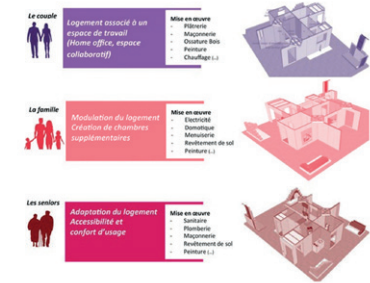 Le couple
Logement associé à un
espace de travail
(Home office, espace
collaboratif)
Mise en œuvre
- Plâtrerie
- Maçonnerie
- Ossature Bois
- Peinture
- Chauffage (...)
La famille
Modulation du logement
Création de chambres
supplémentaires
Mise en œuvre
- Electricité
- Domotique
- Menuiserie
- Revêtement de sol
- Peinture (...)
Les seniors
Adaptation du logement
Accessibilité et
confort d'usage
Mise en œuvre
- Sanitaire
- Plomberie
- Maçonnerie
- Revêtement de sol
- Peinture (...)